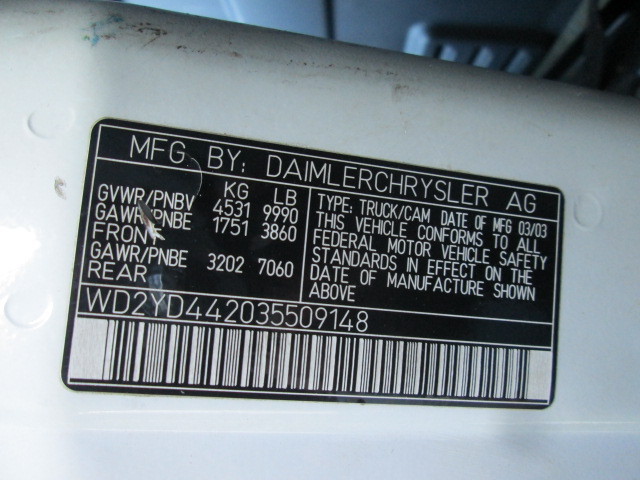 MFG. BY: DAIMLERCHRYSLER AG
KG LB
GVWR/PNBV 4531 9990
GAWR/PNBE 1751 3860
FRONT
GAWR/PNBE 3202 7060
REAR
TYPE: TRUCK/CAM DATE OF MFG 03/03
THIS VEHICLE CONFORMS TO ALL
FEDERAL MOTOR VEHICLE SAFETY
STANDARDS IN EFFECT ON
DATE OF MANUFACTURE SHOWN
ABOVE
WD2YD442035509148